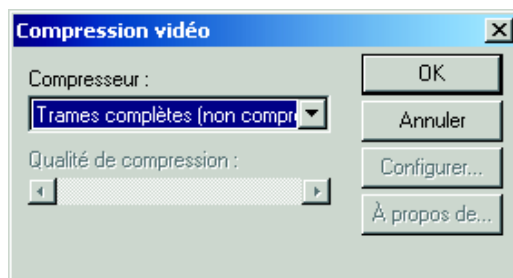 Compression vidéo
Compresseur :
Trames complètes (non compr
Qualité de compression :
OK
Annuler
Configurer...
À propos de...